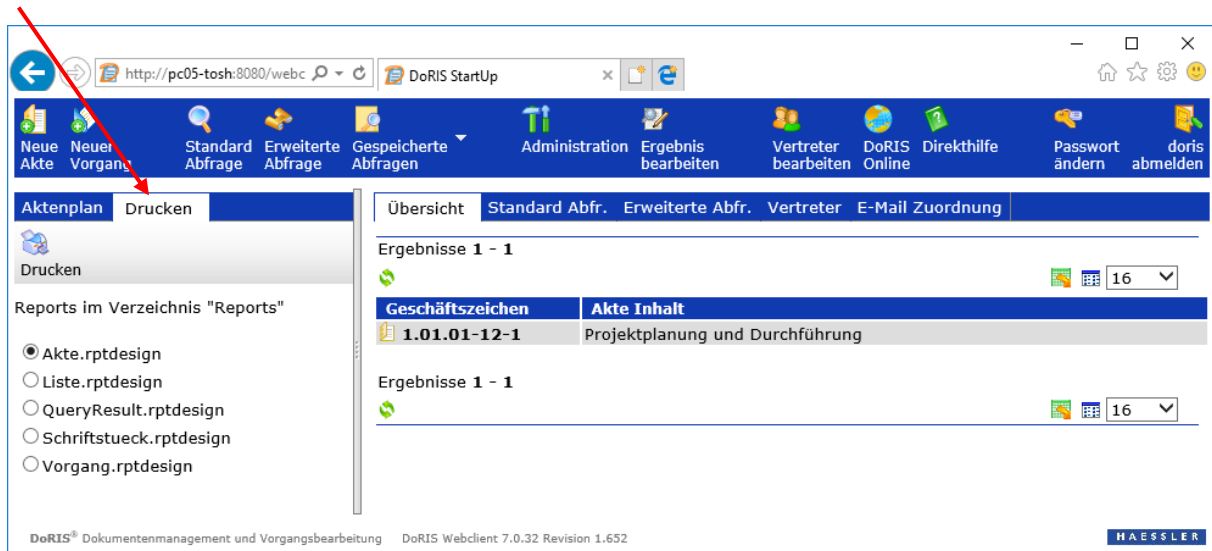 http://pc05-tosh:8080/webc
DoRIS StartUp
Neue Akte
Neuer Vorgang
Standard Abfrage
Erweiterte Abfrage
Gespeicherte Abfragen
Administration
Ergebnis bearbeiten
Vertreter bearbeiten
DoRIS Online
Direkthilfe
Passwort ändern
doris abmelden
Aktenplan Drucken
Drucken
Reports im Verzeichnis "Reports"
Akte.rptdesign
Liste.rptdesign
QueryResult.rptdesign
Schriftstueck.rptdesign
Vorgang.rptdesign
Übersicht Standard Abfr. Erweiterte Abfr. Vertreter E-Mail Zuordnung
Ergebnisse 1 - 1
16
Geschäftszeichen Akte Inhalt
1.01.01-12-1 Projektplanung und Durchführung
Ergebnisse 1 - 1
16
DoRIS® Dokumentenmanagement und Vorgangsbearbeitung DoRIS Webclient 7.0.32 Revision 1.652
HAESSLER